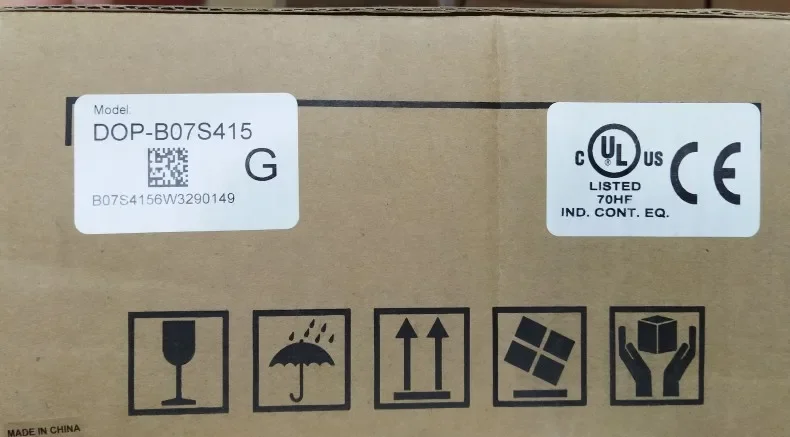 Model.
DOP-B07S415
G
B07S4156W3290149
C UL US CE
®
LISTED
70HF
IND. CONT. EQ.
MADE IN CHINA